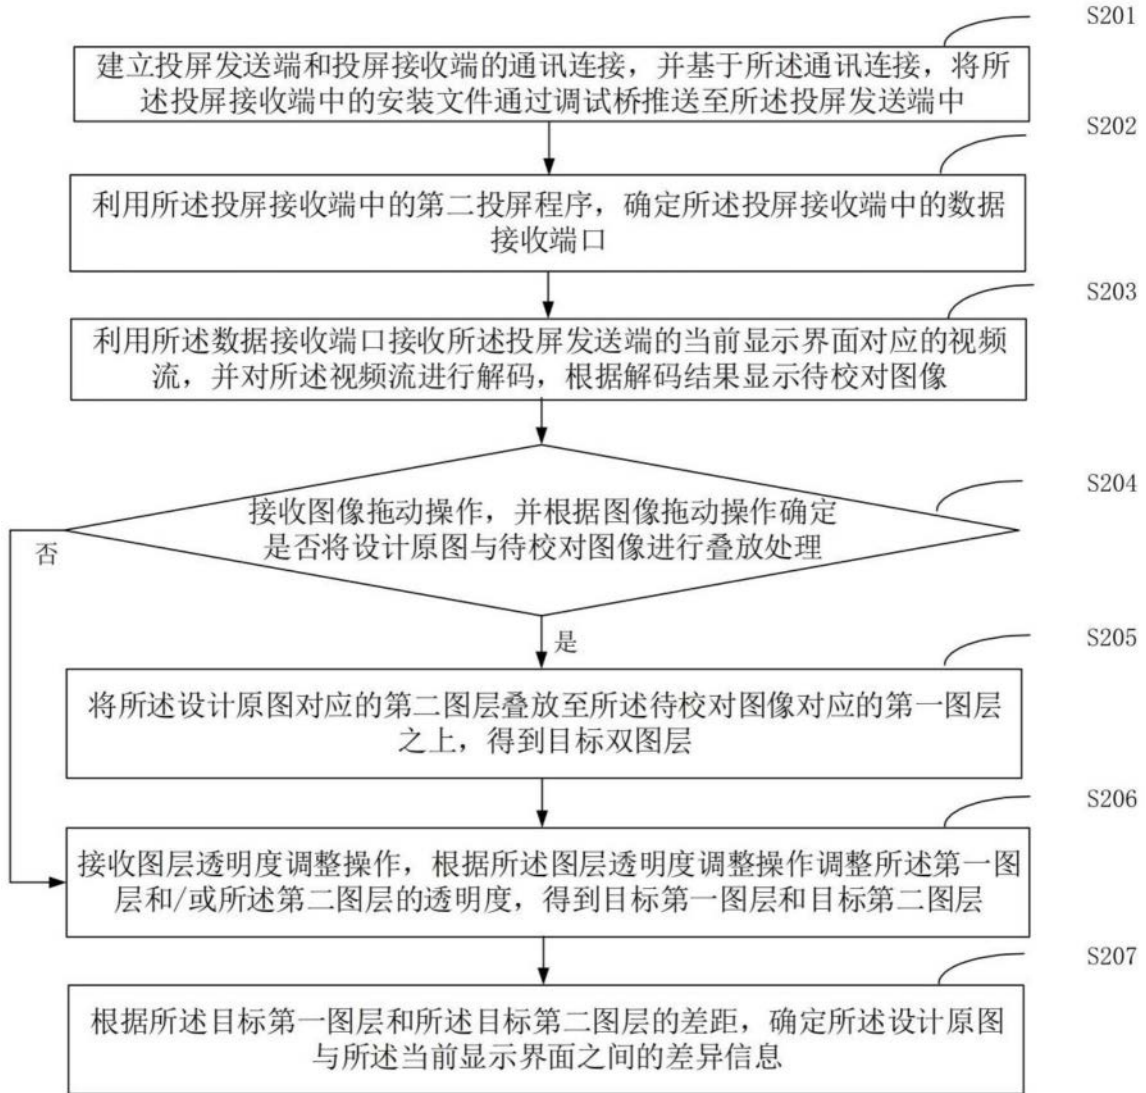 S201
建立投屏发送端和投屏接收端的通讯连接，并基于所述通讯连接，将所
述投屏接收端中的安装文件通过调试桥推送至所述投屏发送端中
S202
利用所述投屏接收端中的第二投屏程序，确定所述投屏接收端中的数据
接收端口
S203
利用所述数据接收端口接收所述投屏发送端的当前显示界面对应的视频
流，并对所述视频流进行解码，根据解码结果显示待校对图像
S204
接收图像拖动操作，并根据图像拖动操作确定
是否将设计原图与待校对图像进行叠放处理
否
是
S205
将所述设计原图对应的第二图层叠放至所述待校对图像对应的第一图层
之上，得到目标双图层
S206
接收图层透明度调整操作，根据所述图层透明度调整操作调整所述第一图
层和/或所述第二图层的透明度，得到目标第一图层和目标第二图层
S207
根据所述目标第一图层和所述目标第二图层的差距，确定所述设计原图
与所述当前显示界面之间的差异信息